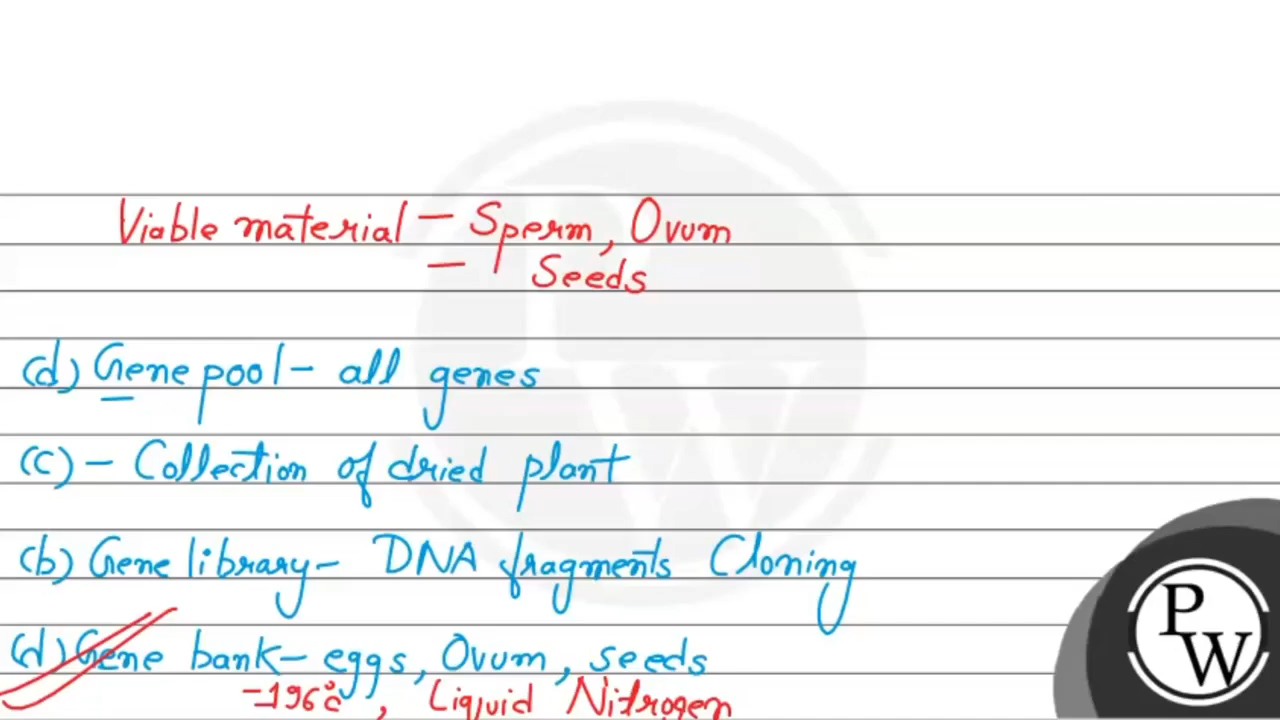 Viable material - Sperm, Ovum
- Seeds
(d) Gene pool - all genes
(c) - Collection of dried plant
(b) Gene library - DNA fragments Cloning
(d) Gene bank - eggs, Ovum, seeds
-196°c, Liquid Nitrogen
P
W